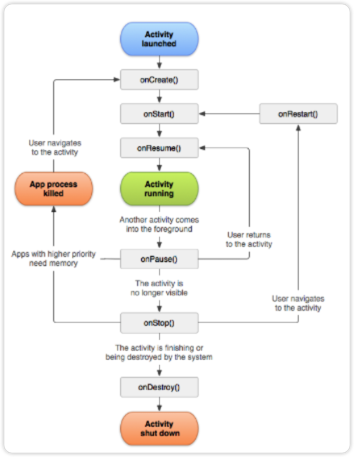 Activity
launched
onCreate()
onStart()
onRestart()
User navigates
to the activity
onResume()
App process
killed
Activity
running
Another activity comes
into the foreground
User returns
to the activity
Apps with higher priority
need memory
onPause()
The activity is
no longer visible
User navigates
to the activity
onStop()
The activity is finishing or
being destroyed by the system
onDestroy()
Activity
shut down